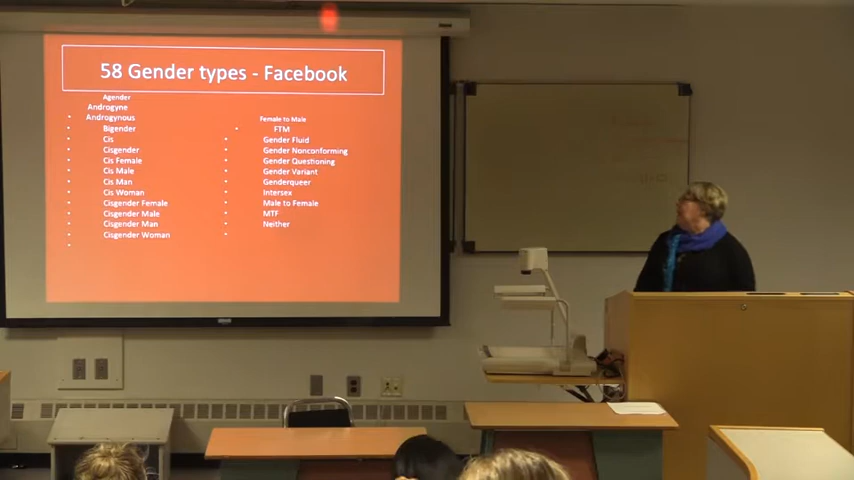 58 Gender types - Facebook
Agender
Androgyne
Androgynous
Bigender
Cis
Cisgender
Cis Female
Cis Male
Cis Man
Cis Woman
Cisgender Female
Cisgender Male
Cisgender Man
Cisgender Woman
Female to Male
FTM
Gender Fluid
Gender Nonconforming
Gender Questioning
Gender Variant
Genderqueer
Intersex
Male to Female
MTF
Neither